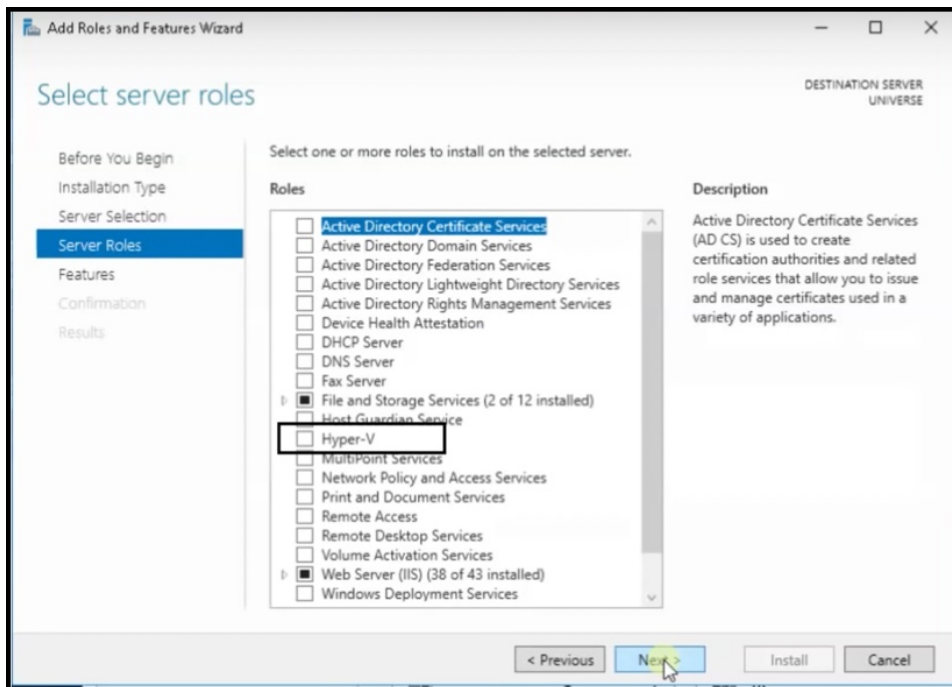 Add Roles and Features Wizard
Select server roles
DESTINATION SERVER
UNIVERSE
Before You Begin
Installation Type
Server Selection
Server Roles
Features
Confirmation
Results
Select one or more roles to install on the selected server.
Roles
Active Directory Certificate Services
Active Directory Domain Services
Active Directory Federation Services
Active Directory Lightweight Directory Services
Active Directory Rights Management Services
Device Health Attestation
DHCP Server
DNS Server
Fax Server
File and Storage Services (2 of 12 installed)
Host Guardian Service
Hyper-V
MultiPoint Services
Network Policy and Access Services
Print and Document Services
Remote Access
Remote Desktop Services
Volume Activation Services
Web Server (IIS) (38 of 43 installed)
Windows Deployment Services
Description
Active Directory Certificate Services
(AD CS) is used to create
certification authorities and related
role services that allow you to issue
and manage certificates used in a
variety of applications.
< Previous
Next >
Install
Cancel